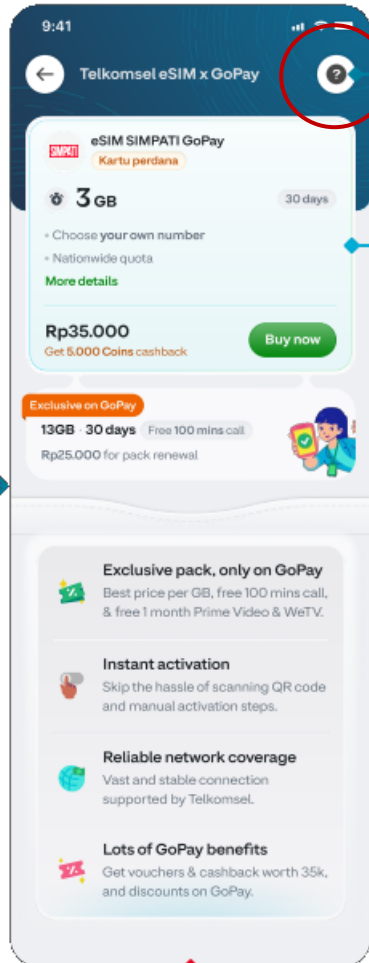 9:41
Telkomsel eSIM x GoPay
?
SIMPATI
eSIM SIMPATI GoPay
Kartu perdana
3 GB
30 days
• Choose your own number
• Nationwide quota
More details
Rp35.000
Get 5.000 Coins cashback
Buy now
Exclusive on GoPay
13GB · 30 days Free 100 mins call
Rp25.000 for pack renewal
Exclusive pack, only on GoPay
Best price per GB, free 100 mins call,
& free 1 month Prime Video & WeTV.
Instant activation
Skip the hassle of scanning QR code
and manual activation steps.
Reliable network coverage
Vast and stable connection
supported by Telkomsel.
Lots of GoPay benefits
Get vouchers & cashback worth 35k,
and discounts on GoPay.